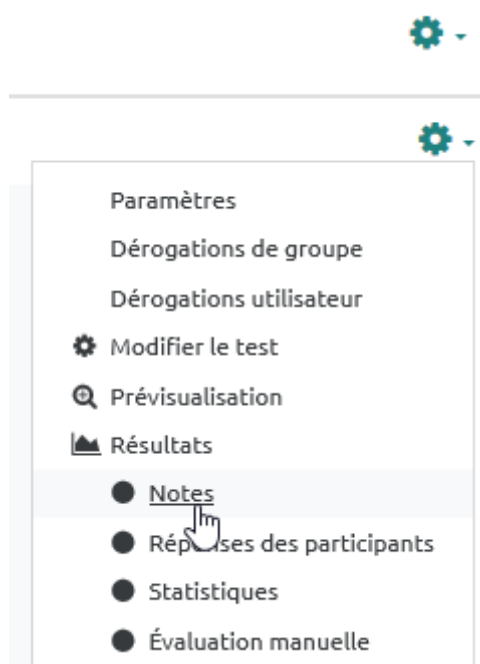 Paramètres
Dérogations de groupe
Dérogations utilisateur
Modifier le test
Prévisualisation
Résultats
Notes
Réponses des participants
Statistiques
Évaluation manuelle